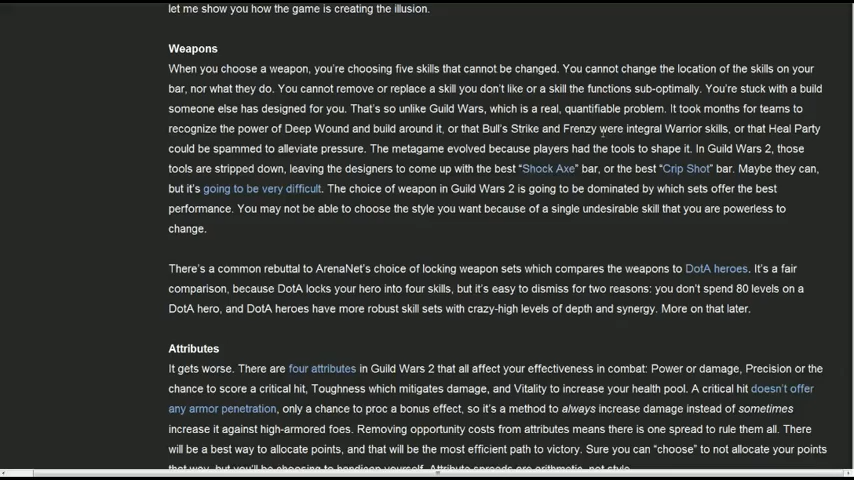 let me show you how the game is creating the illusion.
Weapons
When you choose a weapon, you're choosing five skills that cannot be changed. You cannot change the location of the skills on your
bar, nor what they do. You cannot remove or replace a skill you don't like or a skill the functions sub-optimally. You're stuck with a build
someone else has designed for you. That's so unlike Guild Wars, which is a real, quantifiable problem. It took months for teams to
recognize the power of Deep Wound and build around it, or that Bull's Strike and Frenzy were integral Warrior skills, or that Heal Party
could be spammed to alleviate pressure. The metagame evolved because players had the tools to shape it. In Guild Wars 2, those
tools are stripped down, leaving the designers to come up with the best "Shock Axe" bar, or the best "Crip Shot" bar. Maybe they can,
but it's going to be very difficult. The choice of weapon in Guild Wars 2 is going to be dominated by which sets offer the best
performance. You may not be able to choose the style you want because of a single undesirable skill that you are powerless to
change.
There's a common rebuttal to ArenaNet's choice of locking weapon sets which compares the weapons to DotA heroes. It's a fair
comparison, because DotA locks your hero into four skills, but it's easy to dismiss for two reasons: you don't spend 80 levels on a
DotA hero, and DotA heroes have more robust skill sets with crazy-high levels of depth and synergy. More on that later.
Attributes
It gets worse. There are four attributes in Guild Wars 2 that all affect your effectiveness in combat: Power or damage, Precision or the
chance to score a critical hit, Toughness which mitigates damage, and Vitality to increase your health pool. A critical hit doesn't offer
any armor penetration, only a chance to proc a bonus effect, so it's a method to always increase damage instead of sometimes
increase it against high-armored foes. Removing opportunity costs from attributes means there is one spread to rule them all. There
will be a best way to allocate points, and that will be the most efficient path to victory. Sure you can "choose" to not allocate your points
that way, but you'll be choosing to handicap yourself. Attribute spreads are arithmetic, not style.